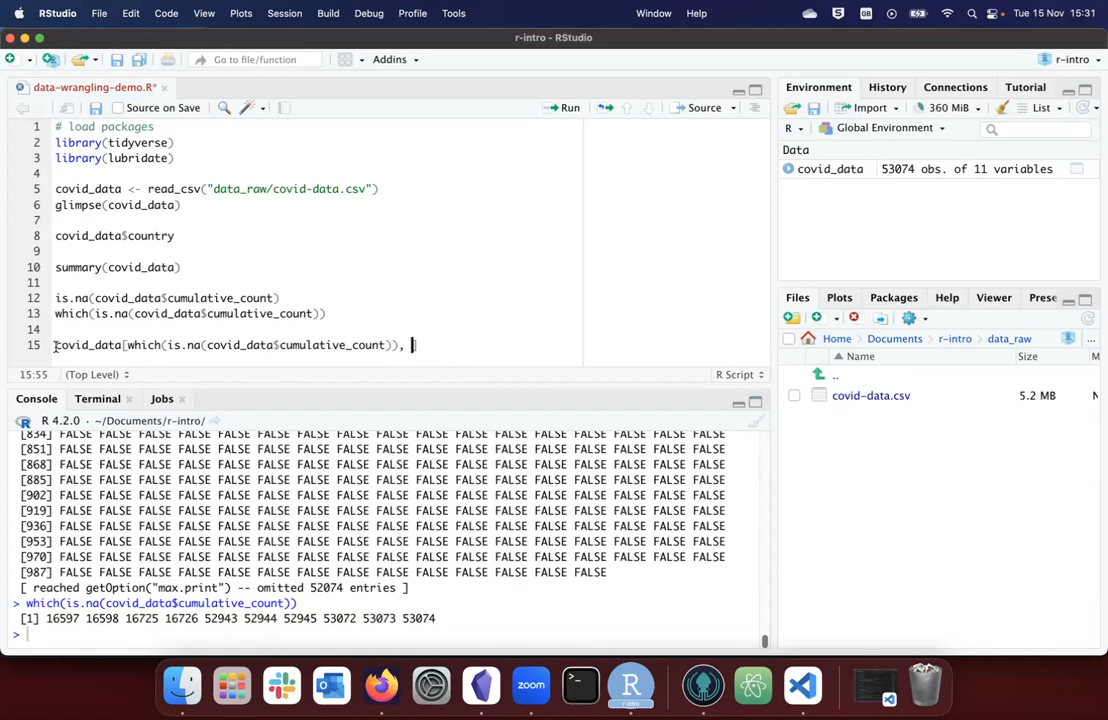 RStudio File Edit Code View Plots Session Build Debug Profile Tools Window Help S GB Tue 15 Nov 15:31
r-intro - RStudio
Go to file/function Addins r-intro
data-wrangling-demo.R*
Source on Save Run Source
1 # load packages
2 library(tidyverse)
3 library(lubridate)
4
5 covid_data <- read_csv("data_raw/covid-data.csv")
6 glimpse(covid_data)
7
8 covid_data$country
9
10 summary(covid_data)
11
12 is.na(covid_data$cumulative_count)
13 which(is.na(covid_data$cumulative_count))
14
15 covid_data[which(is.na(covid_data$cumulative_count)), ]
15:55 (Top Level) R Script
Console Terminal Jobs
R 4.2.0 · ~/Documents/r-intro/
[834] FALSE FALSE FALSE FALSE FALSE FALSE FALSE FALSE FALSE FALSE FALSE FALSE FALSE FALSE FALSE FALSE FALSE
[851] FALSE FALSE FALSE FALSE FALSE FALSE FALSE FALSE FALSE FALSE FALSE FALSE FALSE FALSE FALSE FALSE FALSE
[868] FALSE FALSE FALSE FALSE FALSE FALSE FALSE FALSE FALSE FALSE FALSE FALSE FALSE FALSE FALSE FALSE FALSE
[885] FALSE FALSE FALSE FALSE FALSE FALSE FALSE FALSE FALSE FALSE FALSE FALSE FALSE FALSE FALSE FALSE FALSE
[902] FALSE FALSE FALSE FALSE FALSE FALSE FALSE FALSE FALSE FALSE FALSE FALSE FALSE FALSE FALSE FALSE FALSE
[919] FALSE FALSE FALSE FALSE FALSE FALSE FALSE FALSE FALSE FALSE FALSE FALSE FALSE FALSE FALSE FALSE FALSE
[936] FALSE FALSE FALSE FALSE FALSE FALSE FALSE FALSE FALSE FALSE FALSE FALSE FALSE FALSE FALSE FALSE FALSE
[953] FALSE FALSE FALSE FALSE FALSE FALSE FALSE FALSE FALSE FALSE FALSE FALSE FALSE FALSE FALSE FALSE FALSE
[970] FALSE FALSE FALSE FALSE FALSE FALSE FALSE FALSE FALSE FALSE FALSE FALSE FALSE FALSE FALSE FALSE FALSE
[987] FALSE FALSE FALSE FALSE FALSE FALSE FALSE FALSE FALSE FALSE FALSE FALSE FALSE FALSE
[ reached getOption("max.print") -- omitted 52074 entries ]
> which(is.na(covid_data$cumulative_count))
[1] 16597 16598 16725 16726 52943 52944 52945 53072 53073 53074
>
Environment History Connections Tutorial
Import 360 MiB List
R Global Environment
Data
covid_data 53074 obs. of 11 variables
Files Plots Packages Help Viewer Prese
Home Documents r-intro data_raw ...
Name Size M
..
covid-data.csv 5.2 MB N
zoom
R
r-intro